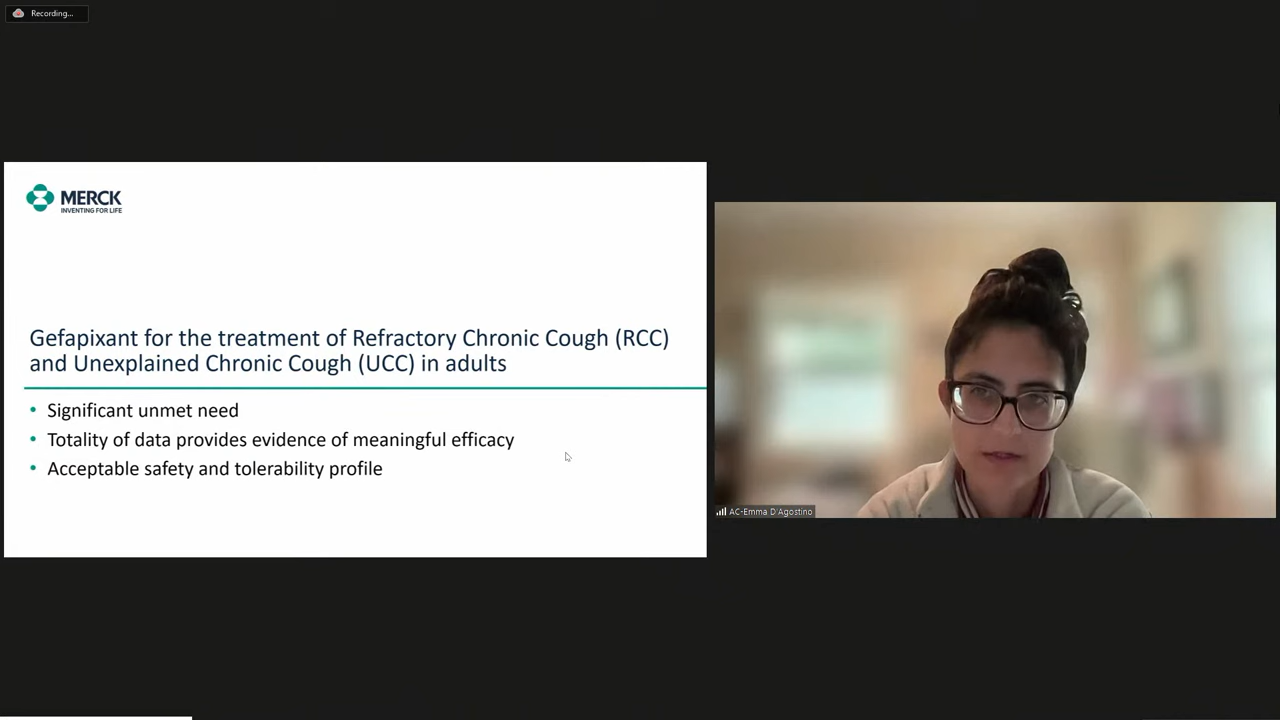 Recording...
MERCK
INVENTING FOR LIFE
Gefapixant for the treatment of Refractory Chronic Cough (RCC)
and Unexplained Chronic Cough (UCC) in adults
• Significant unmet need
• Totality of data provides evidence of meaningful efficacy
• Acceptable safety and tolerability profile
AC-Emma D'Agostino